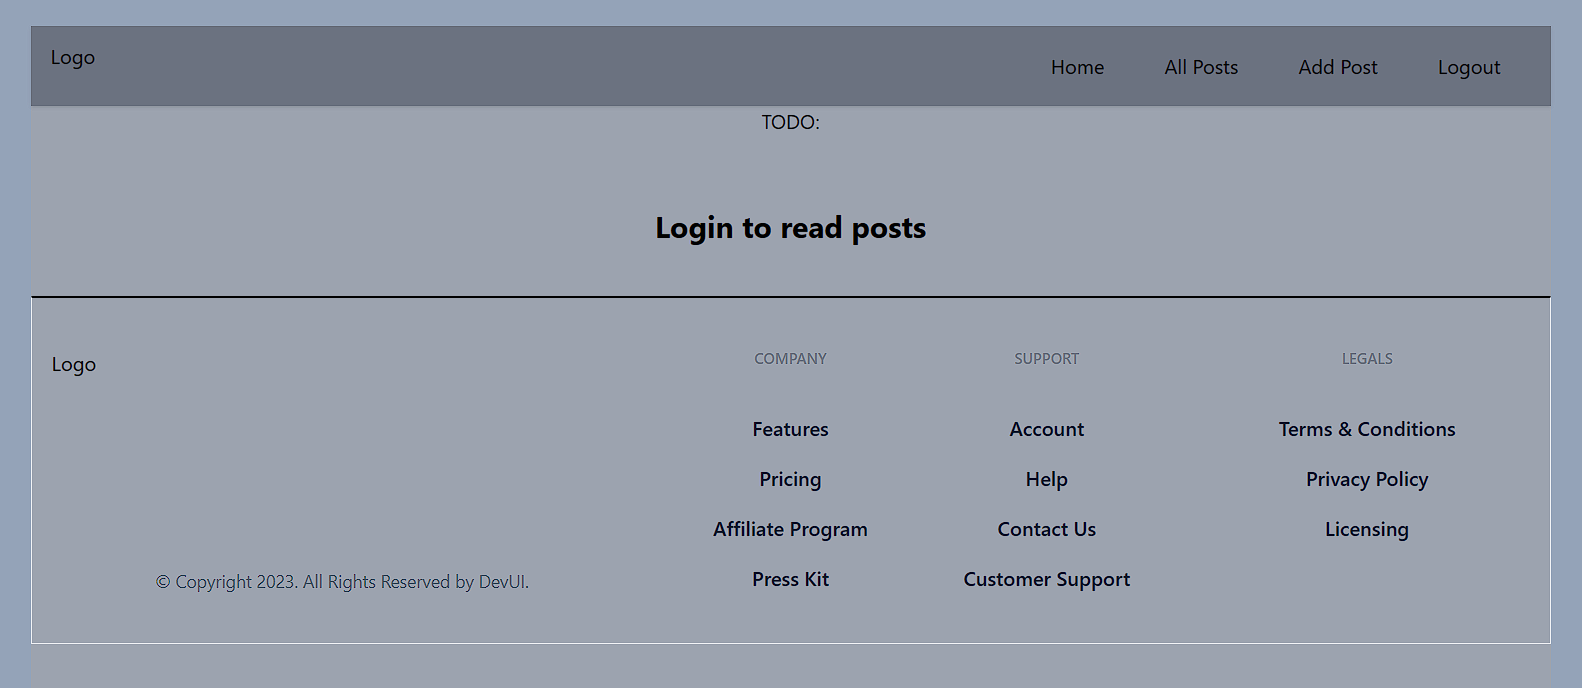 Logo
Home All Posts Add Post Logout
TODO:
Login to read posts
Logo
COMPANY
Features
Pricing
Affiliate Program
Press Kit
SUPPORT
Account
Help
Contact Us
Customer Support
LEGALS
Terms & Conditions
Privacy Policy
Licensing
© Copyright 2023. All Rights Reserved by DevUI.